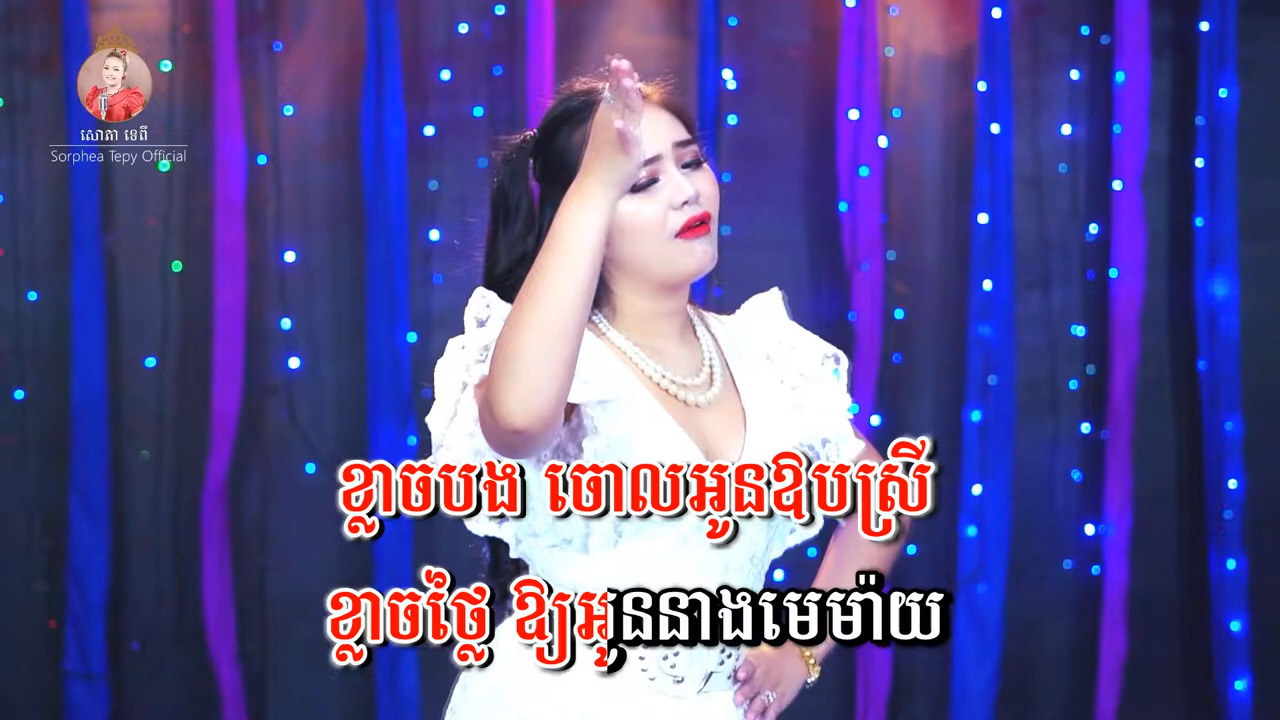 សោភា ទេពី
Sorphea Tepy Official
ខ្លាចបង ចោលអូនឱបស្រី
ខ្លាចថ្លៃ ឱ្យអូននាងមេម៉ាយ